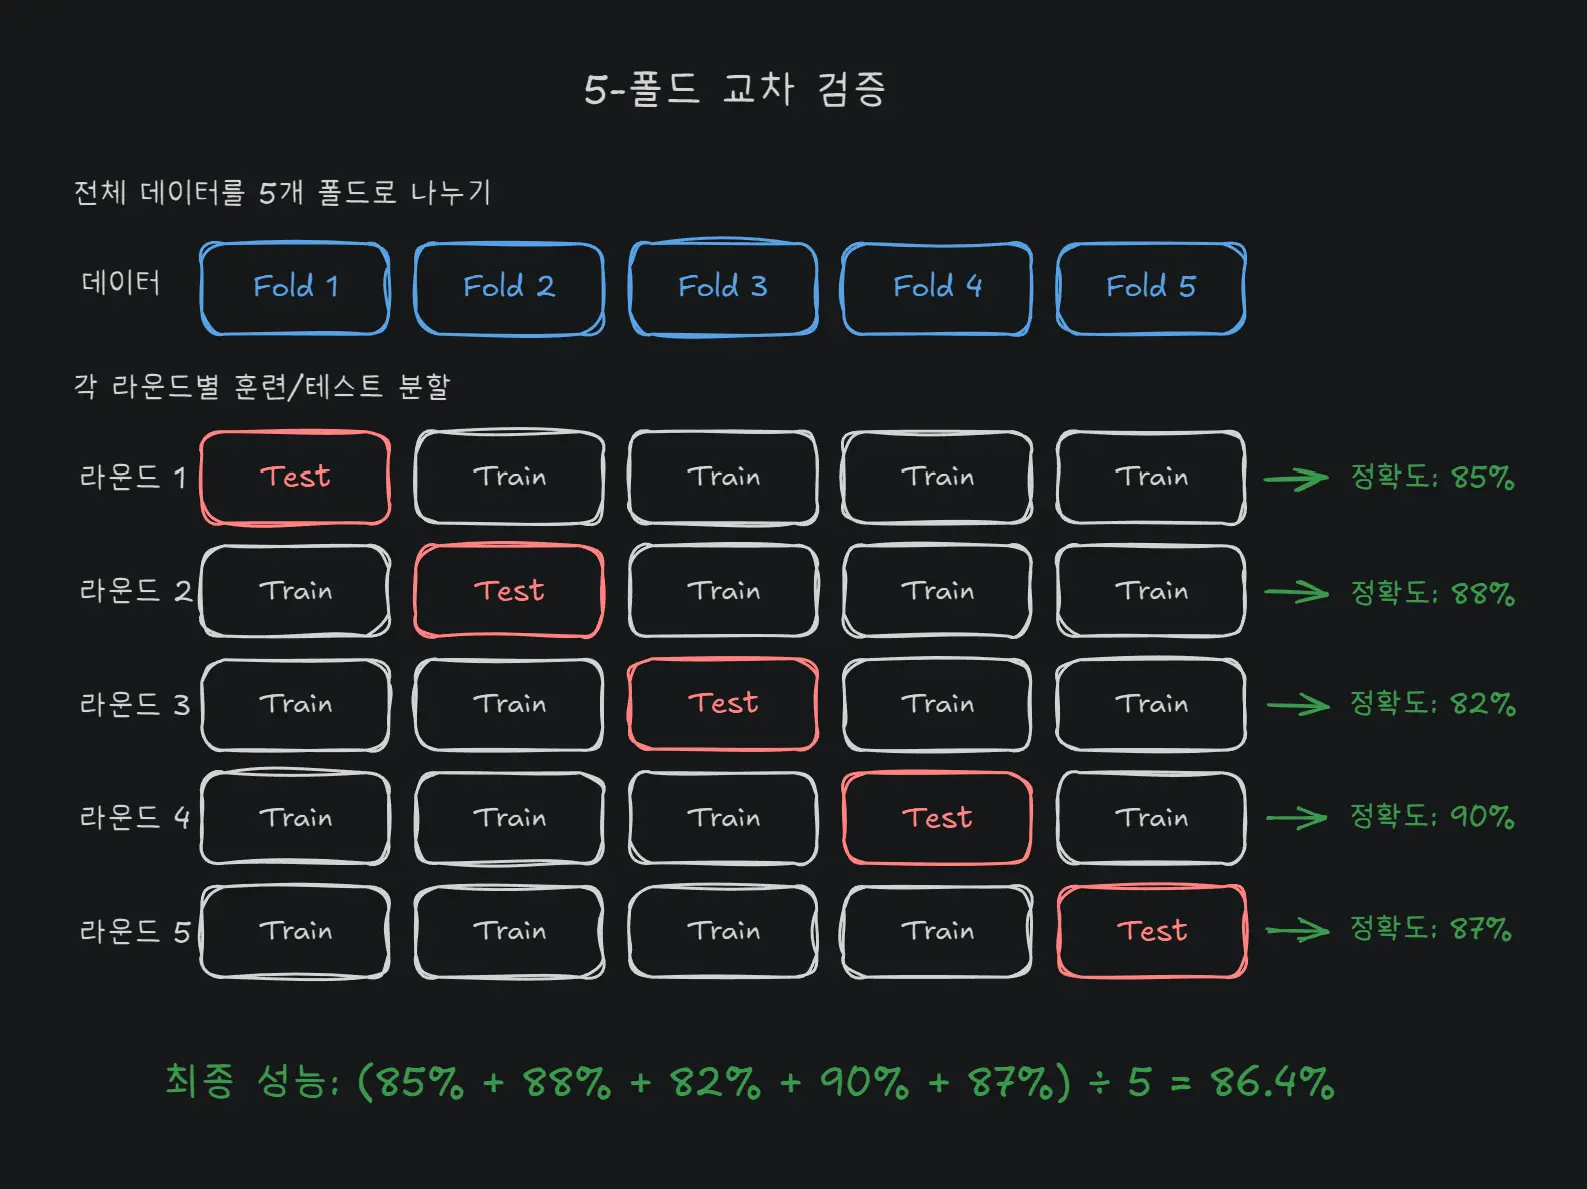 5-폴드 교차 검증
전체 데이터를 5개 폴드로 나누기
데이터 Fold 1 Fold 2 Fold 3 Fold 4 Fold 5
각 라운드별 훈련/테스트 분할
라운드 1 Test Train Train Train Train 정확도: 85%
라운드 2 Train Test Train Train Train 정확도: 88%
라운드 3 Train Train Test Train Train 정확도: 82%
라운드 4 Train Train Train Test Train 정확도: 90%
라운드 5 Train Train Train Train Test 정확도: 87%
최종 성능: (85% + 88% + 82% + 90% + 87%) ÷ 5 = 86.4%